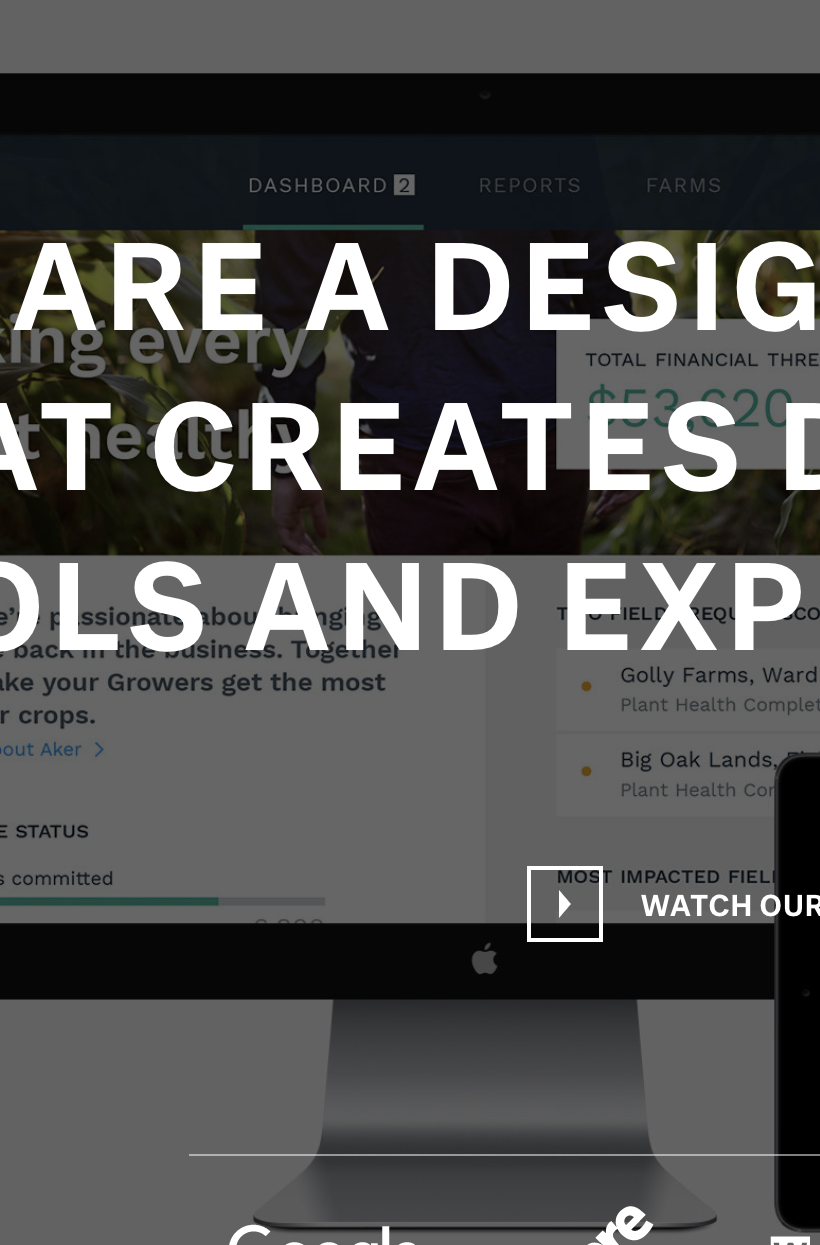 DASHBOARD 2 REPORTS FARMS
ARE A DESIG
king every
TOTAL FINANCIAL THRE
$53,620
AT CREATES D
t healthy
OLS AND EXP
e're passionate about bringing
TWO FIELDS REQU SCO
back in the business. Together
ake your Growers get the most
Golly Farms, Ward
r crops.
Plant Health Complet
bout Aker
Big Oak Lands,
Plant Health Cor
E STATUS
s committed
MOST IMPACTED FIEL
WATCH OUR
Google
are